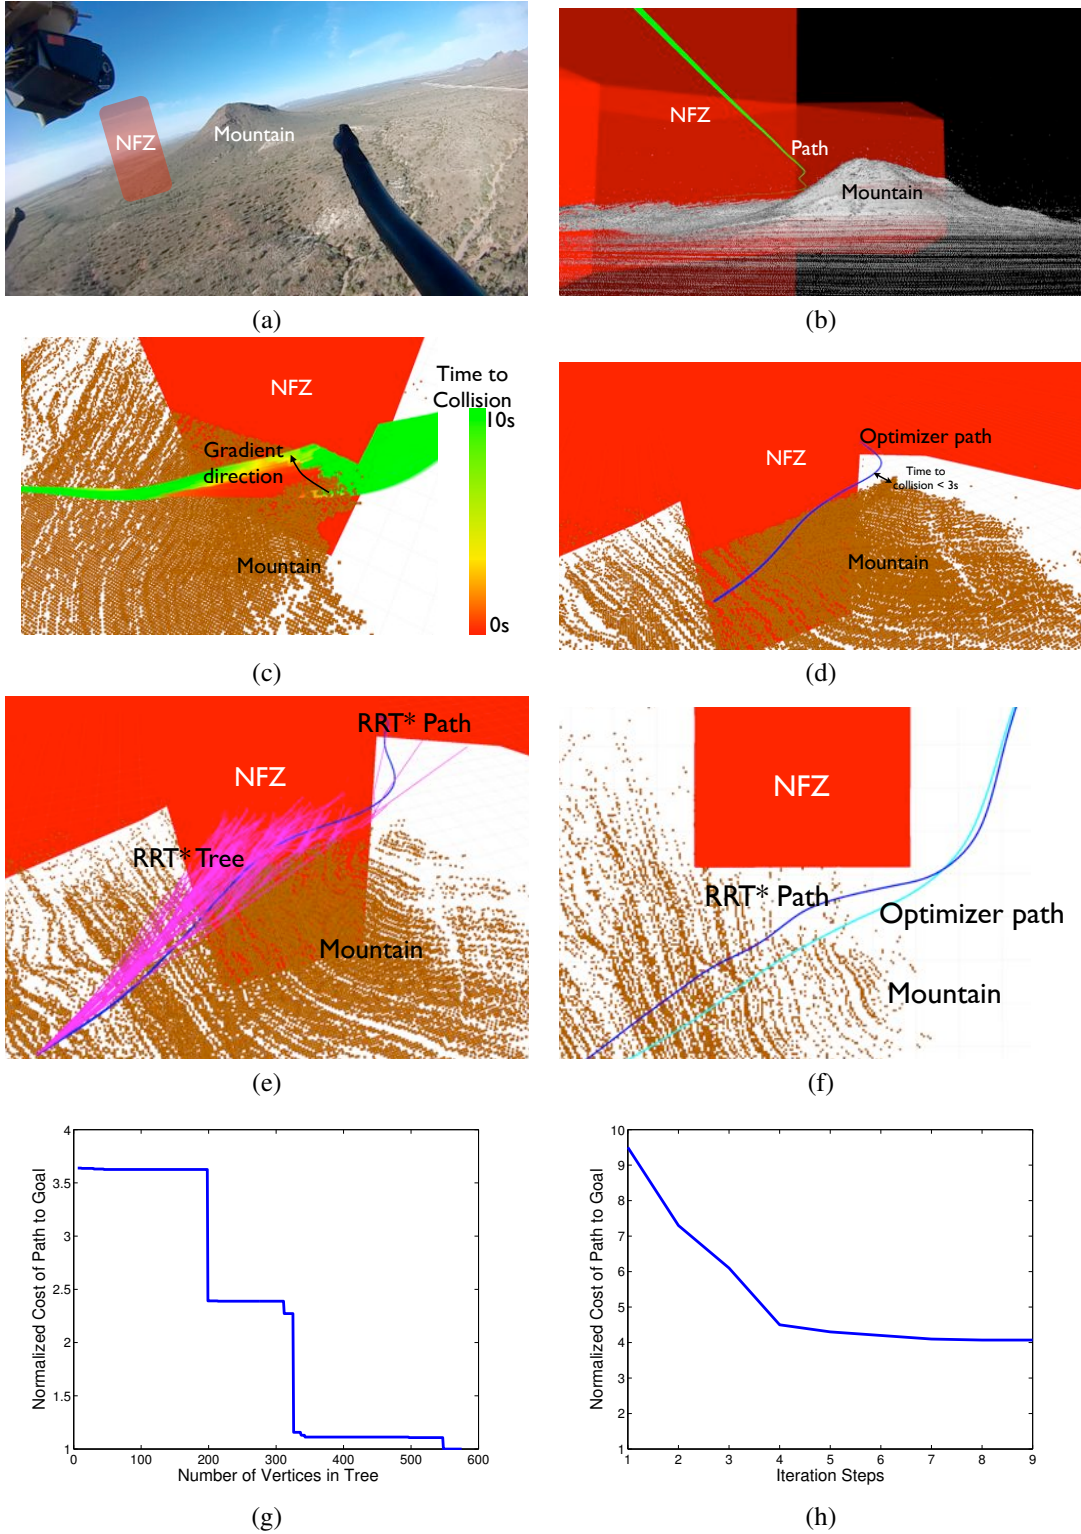 NFZ
Mountain
(a)
NFZ
Path
Mountain
(b)
NFZ
Time to
Collision
10s
Gradient
direction
Mountain
0s
(c)
Optimizer path
NFZ
Time to
collision < 3s
Mountain
(d)
RRT* Path
NFZ
RRT* Tree
Mountain
(e)
NFZ
RRT* Path
Optimizer path
Mountain
(f)
Normalized Cost of Path to Goal
4
3.5
3
2.5
2
1.5
1
0 100 200 300 400 500 600
Number of Vertices in Tree
(g)
Normalized Cost of Path to Goal
10
9
8
7
6
5
4
3
2
1
1 2 3 4 5 6 7 8 9
Iteration Steps
(h)